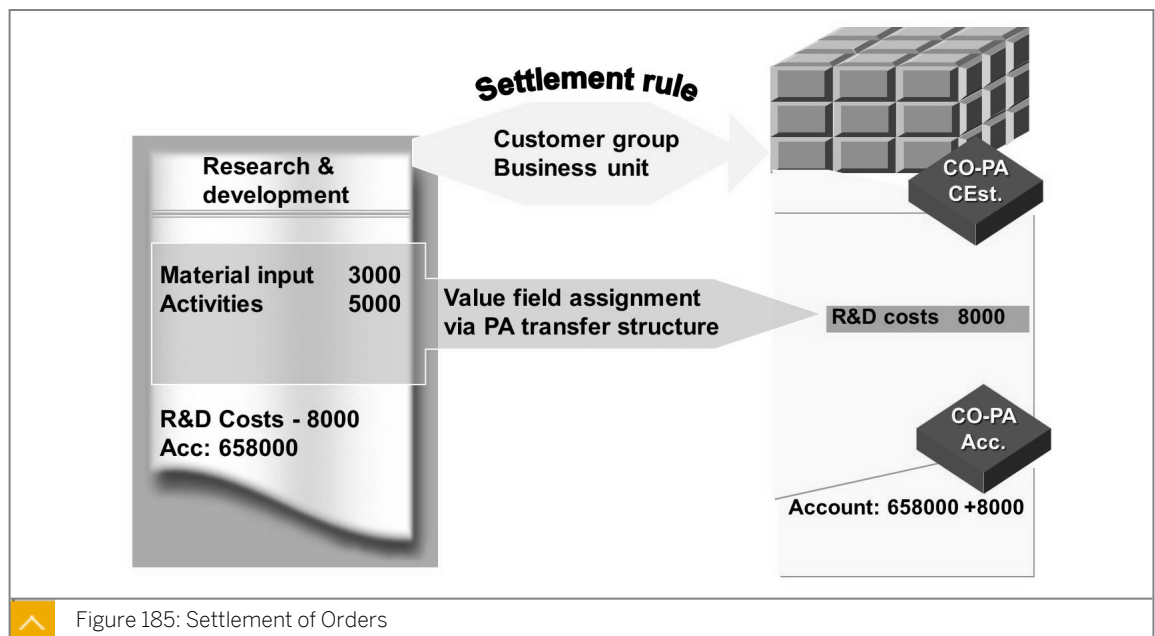 Settlement rule
Customer group
Business unit
CO-PA
CEst.
Research &
development
Material input 3000
Activities 5000
Value field assignment
via PA transfer structure
R&D costs 8000
R&D Costs - 8000
Acc: 658000
CO-PA
Acc.
Account: 658000 +8000
Figure 185: Settlement of Orders